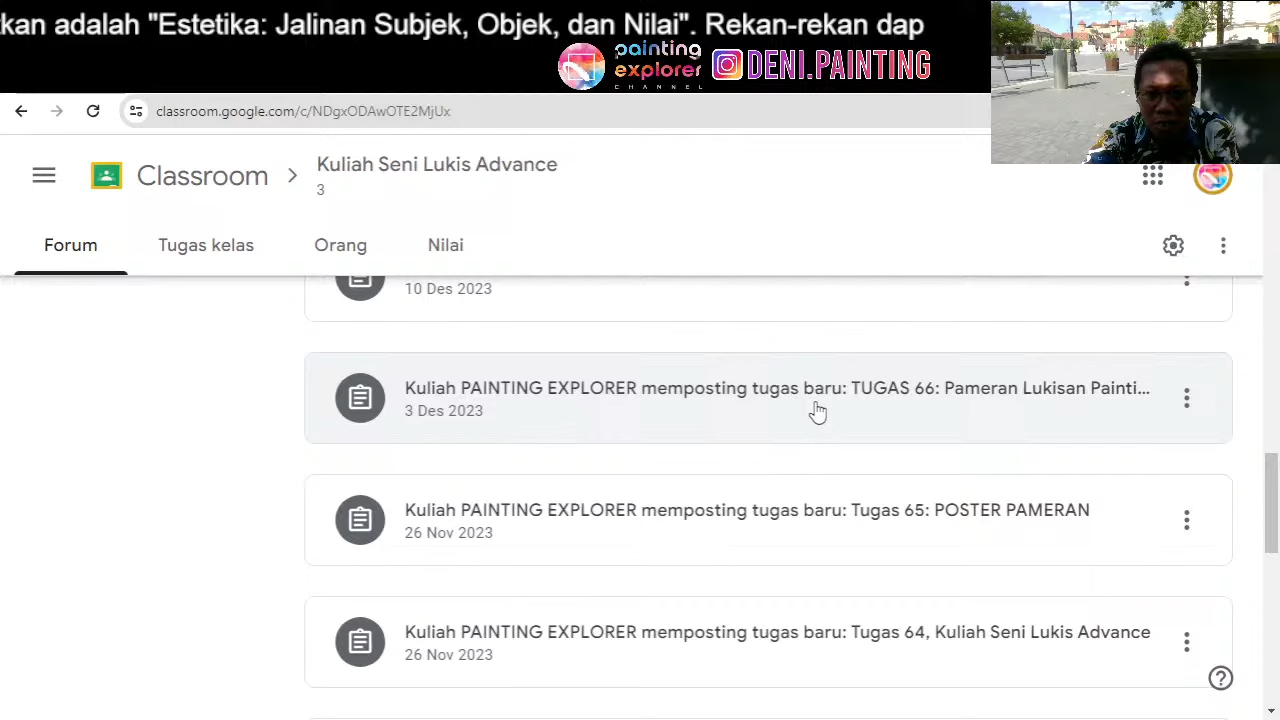 kan adalah "Estetika: Jalinan Subjek, Objek, dan Nilai". Rekan-rekan dap
painting
explorer
CHANNEL
DENI.PAINTING
classroom.google.com/c/NDgxODAwOTE2MjUx
Classroom
Kuliah Seni Lukis Advance
3
Forum
Tugas kelas
Orang
Nilai
10 Des 2023
Kuliah PAINTING EXPLORER memposting tugas baru: TUGAS 66: Pameran Lukisan Painti...
3 Des 2023
Kuliah PAINTING EXPLORER memposting tugas baru: Tugas 65: POSTER PAMERAN
26 Nov 2023
Kuliah PAINTING EXPLORER memposting tugas baru: Tugas 64, Kuliah Seni Lukis Advance
26 Nov 2023